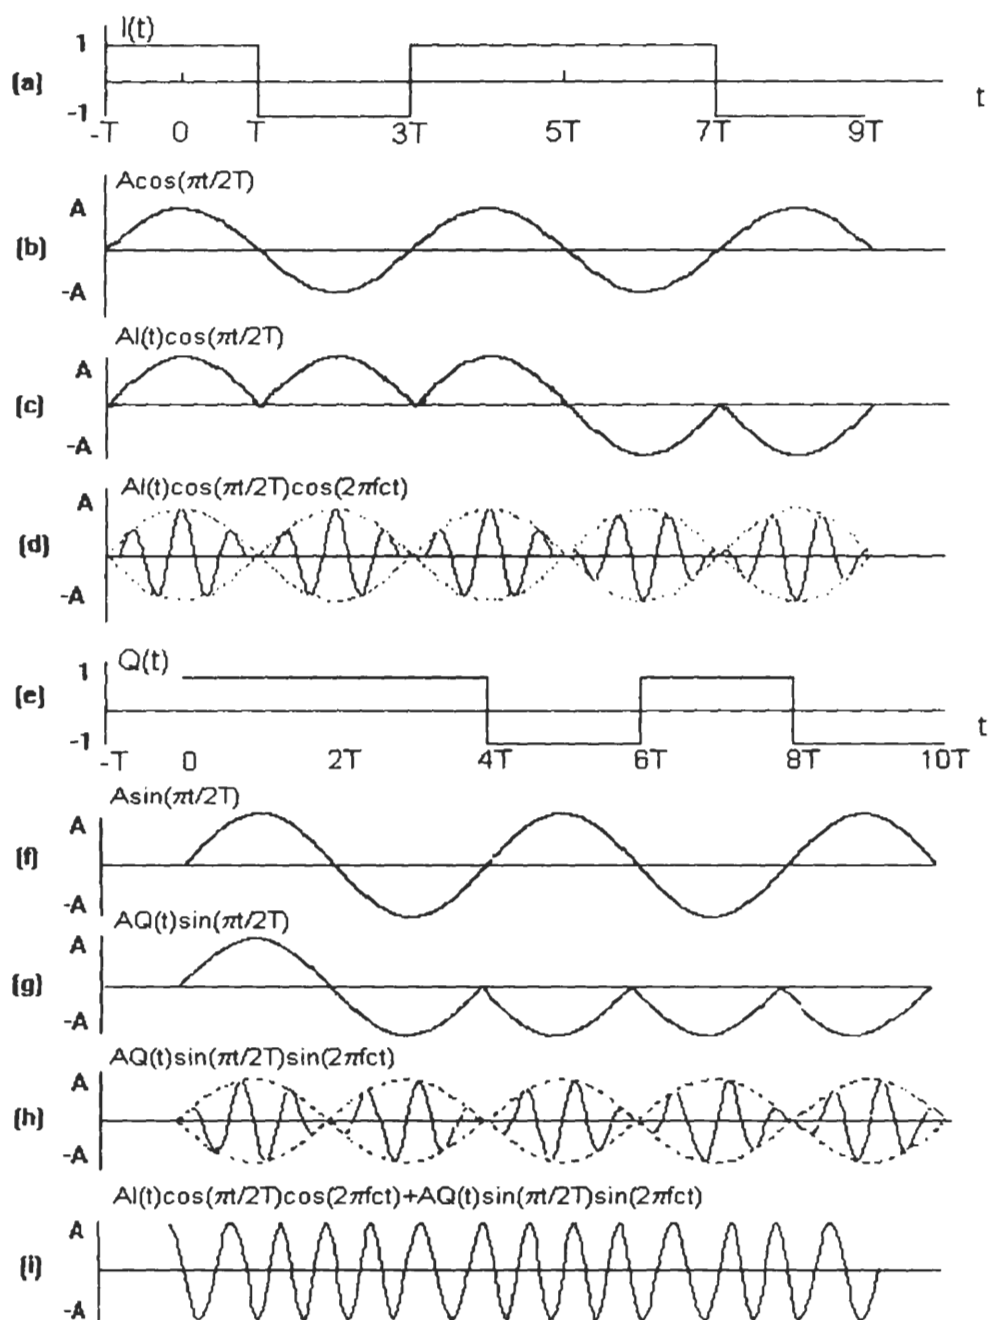 I(t)
1
(a)
-1
t
-T 0 T 3T 5T 7T 9T
Acos(πt/2T)
A
(b)
-A
AI(t)cos(πt/2T)
A
(c)
-A
AI(t)cos(πt/2T)cos(2πfct)
A
(d)
-A
Q(t)
1
(e)
-1
t
-T 0 2T 4T 6T 8T 10T
Asin(πt/2T)
A
(f)
-A
AQ(t)sin(πt/2T)
A
(g)
-A
AQ(t)sin(πt/2T)sin(2πfct)
A
(h)
-A
AI(t)cos(πt/2T)cos(2πfct)+AQ(t)sin(πt/2T)sin(2πfct)
A
(i)
-A